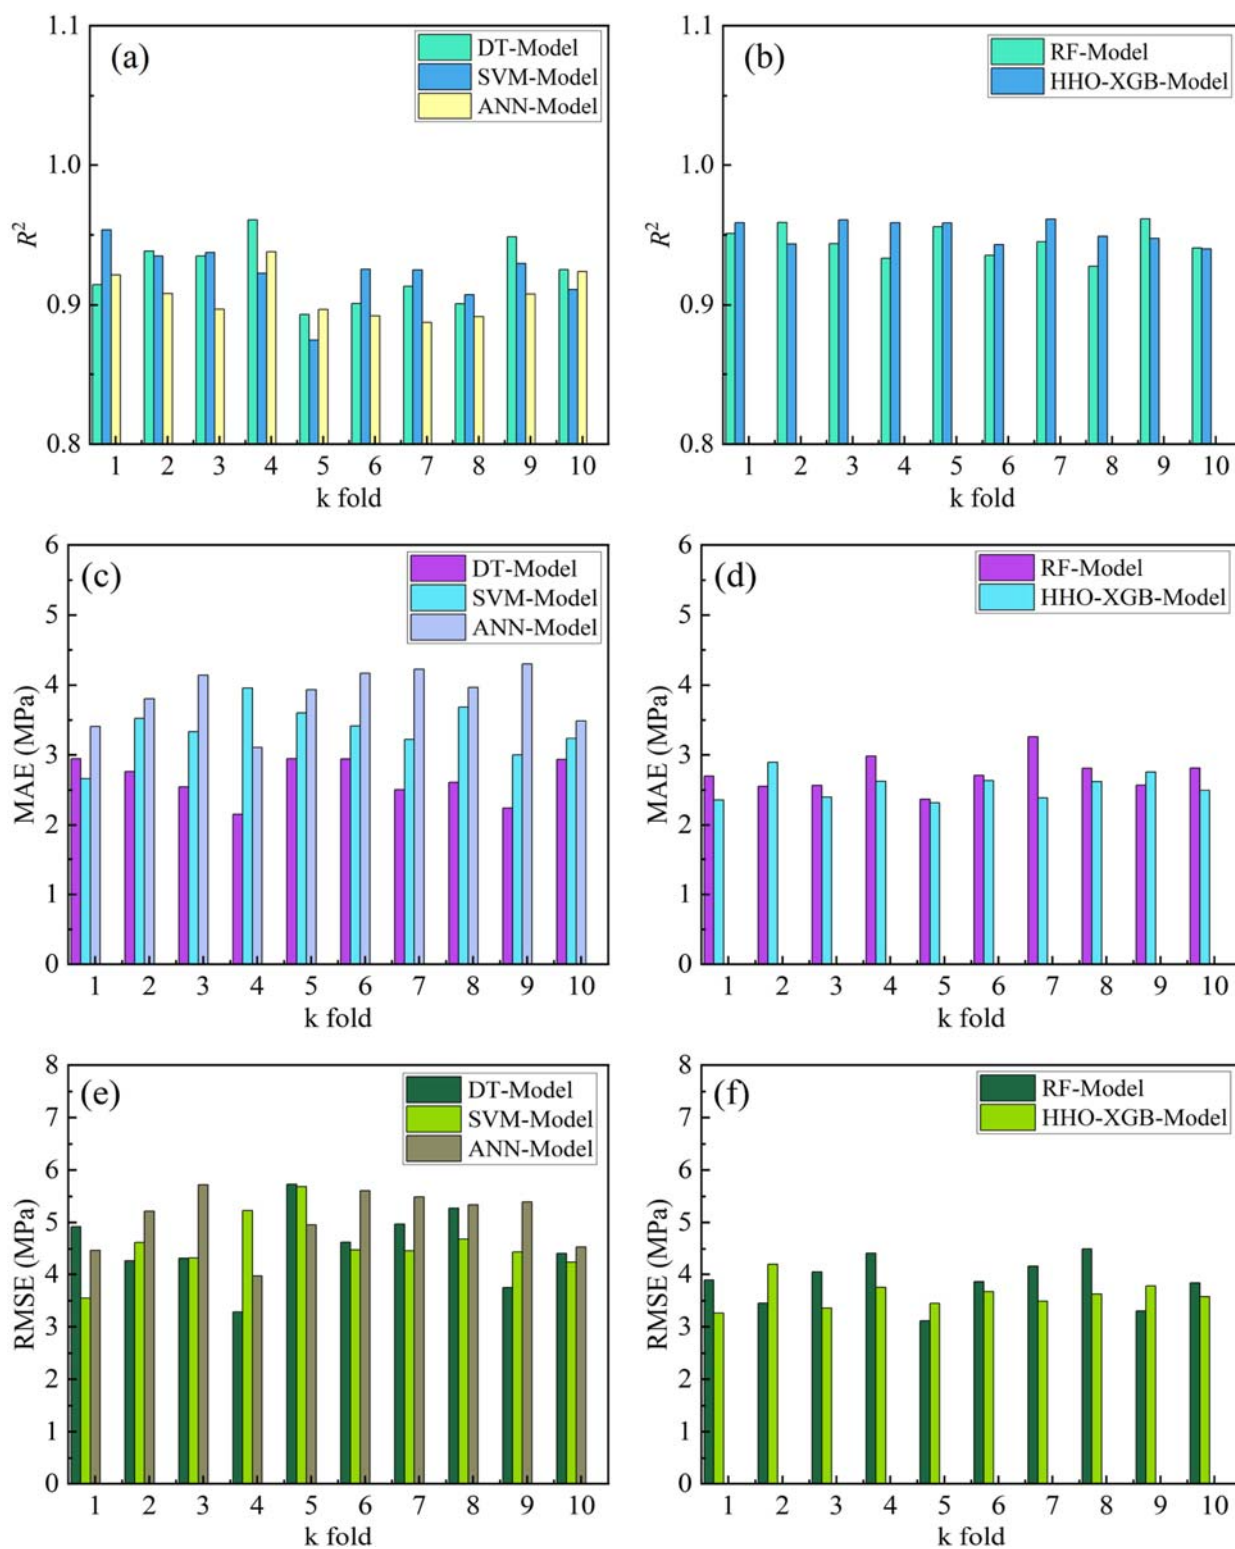 (a)
DT-Model
SVM-Model
ANN-Model
R²
1.1
1.0
0.9
0.8
1 2 3 4 5 6 7 8 9 10
k fold
(b)
RF-Model
HHO-XGB-Model
R²
1.1
1.0
0.9
0.8
1 2 3 4 5 6 7 8 9 10
k fold
(c)
DT-Model
SVM-Model
ANN-Model
MAE (MPa)
6
5
4
3
2
1
0
1 2 3 4 5 6 7 8 9 10
k fold
(d)
RF-Model
HHO-XGB-Model
MAE (MPa)
6
5
4
3
2
1
0
1 2 3 4 5 6 7 8 9 10
k fold
(e)
DT-Model
SVM-Model
ANN-Model
RMSE (MPa)
8
7
6
5
4
3
2
1
0
1 2 3 4 5 6 7 8 9 10
k fold
(f)
RF-Model
HHO-XGB-Model
RMSE (MPa)
8
7
6
5
4
3
2
1
0
1 2 3 4 5 6 7 8 9 10
k fold